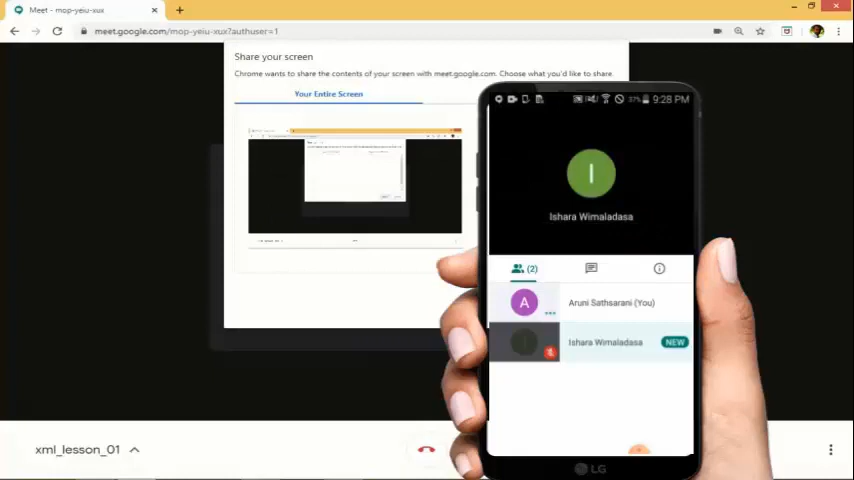 Meet - mop-yeiu-xux
meet.google.com/mop-yeiu-xux?authuser=1
Share your screen
Chrome wants to share the contents of your screen with meet.google.com. Choose what you'd like to share.
Your Entire Screen
37% 9:28 PM
I
Ishara Wimaladasa
(2)
A
Aruni Sathsarani (You)
Ishara Wimaladasa
NEW
xml_lesson_01
LG